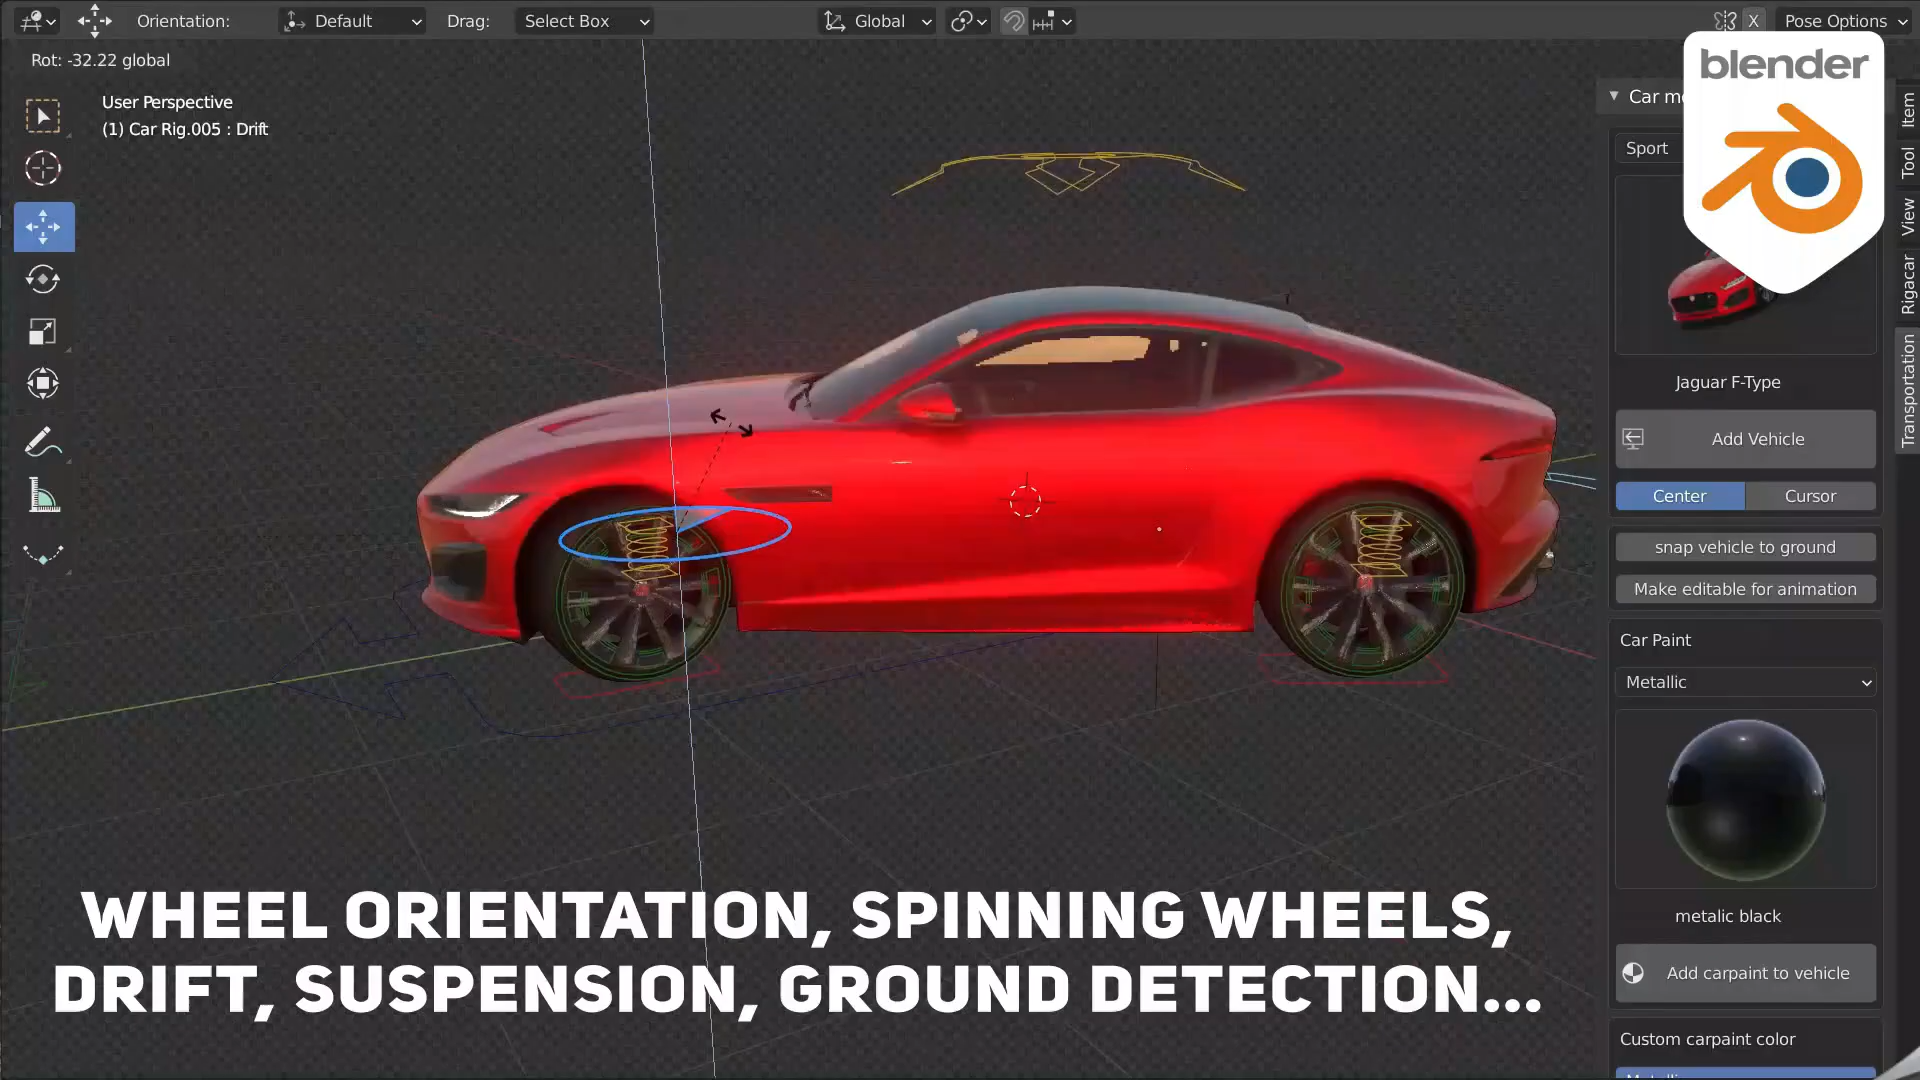 Orientation:
Default
Drag:
Select Box
Global
X
Pose Options
Rot: -32.22 global
User Perspective
(1) Car Rig.005 : Drift
blender
Car m
Sport
Item
Tool
View
Rigacar
Transportation
Jaguar F-Type
Add Vehicle
Center
Cursor
snap vehicle to ground
Make editable for animation
Car Paint
Metallic
metalic black
Add carpaint to vehicle
Custom carpaint color
WHEEL ORIENTATION, SPINNING WHEELS,
DRIFT, SUSPENSION, GROUND DETECTION...